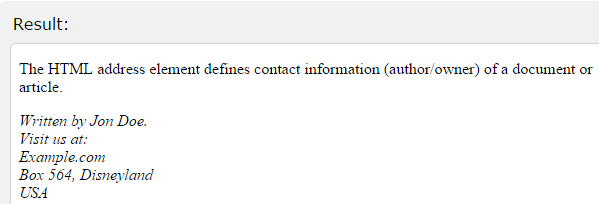 Result:
The HTML address element defines contact information (author/owner) of a document or
article.
Written by Jon Doe.
Visit us at:
Example.com
Box 564, Disneyland
USA